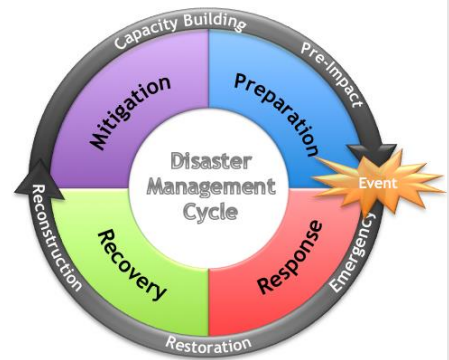 Capacity Building
Pre-Impact
Mitigation
Preparation
Disaster
Management
Cycle
Event
Reconstruction
Recovery
Response
Emergency
Restoration